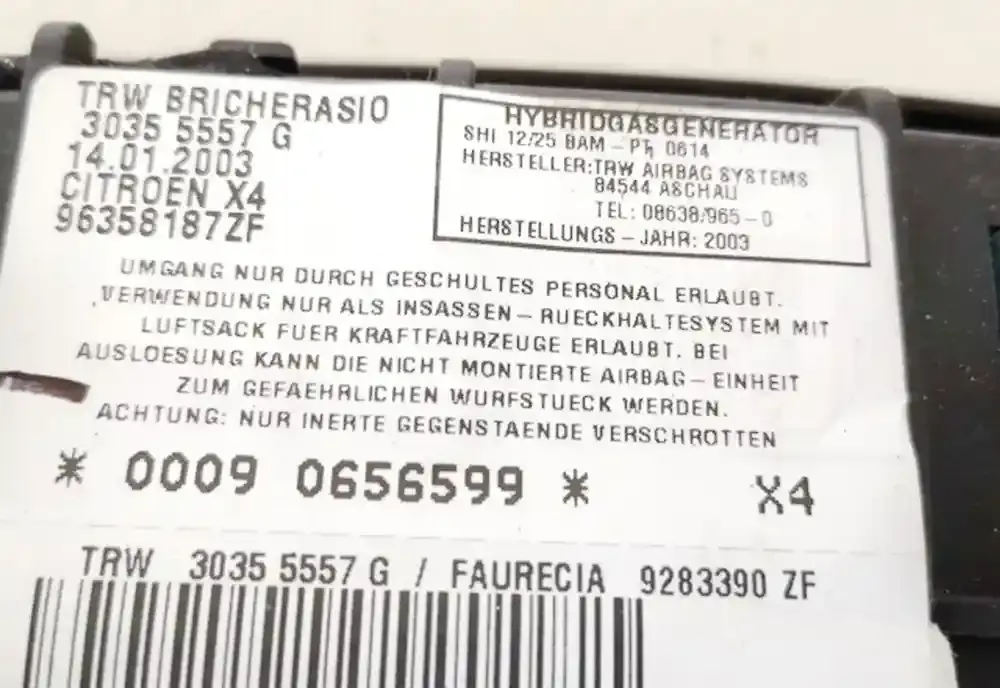 TRW BRICHERASIO
3035 5557 G
14.01.2003
CITROEN X4
96358187ZF
HYBRIDGASGENERATOR
SHI 12/25 BAM - PT₁ 0614
HERSTELLER:TRW AIRBAG SYSTEMS
84544 ASCHAU
TEL: 08638/965-0
HERSTELLUNGS - JAHR: 2003
UMGANG NUR DURCH GESCHULTES PERSONAL ERLAUBT.
VERWENDUNG NUR ALS INSASSEN - RUECKHALTESYSTEM MIT
LUFTSACK FUER KRAFTFAHRZEUGE ERLAUBT. BEI
AUSLOESUNG KANN DIE NICHT MONTIERTE AIRBAG - EINHEIT
ZUM GEFAEHRLICHEN WURFSTUECK WERDEN.
ACHTUNG: NUR INERTE GEGENSTAENDE VERSCHROTTEN
* 0009 0656599 * X4
TRW 3035 5557 G / FAURECIA 9283390 ZF